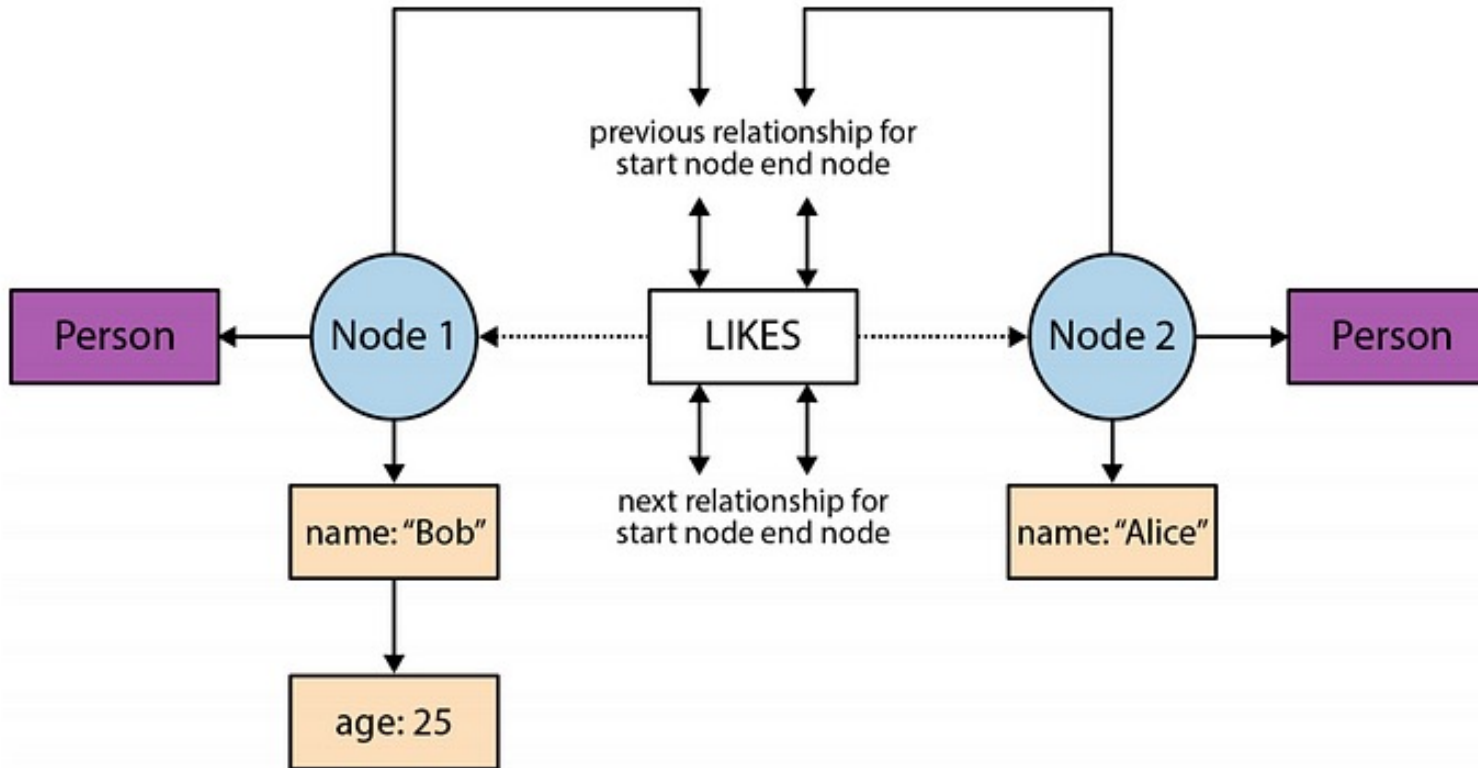 previous relationship for
start node end node
Person
Node 1
LIKES
Node 2
Person
name: “Bob”
next relationship for
start node end node
name: “Alice”
age: 25